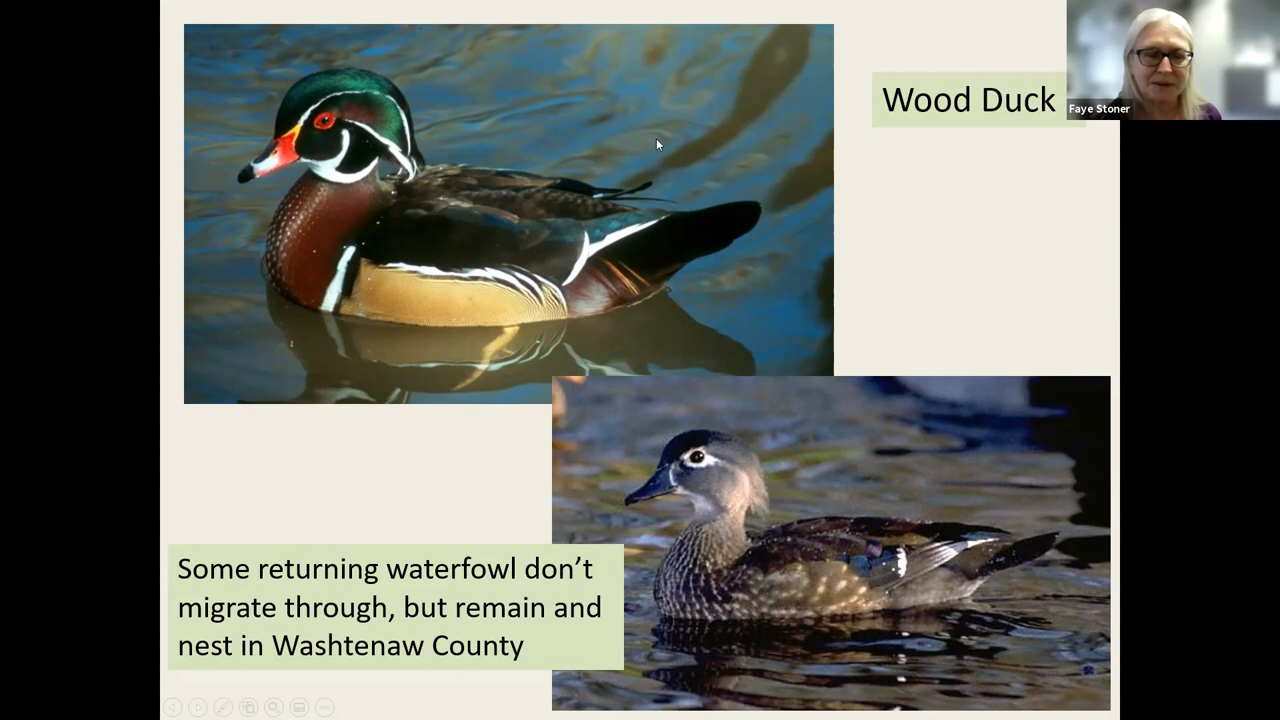 Wood Duck
Faye Stoner
Some returning waterfowl don’t
migrate through, but remain and
nest in Washtenaw County